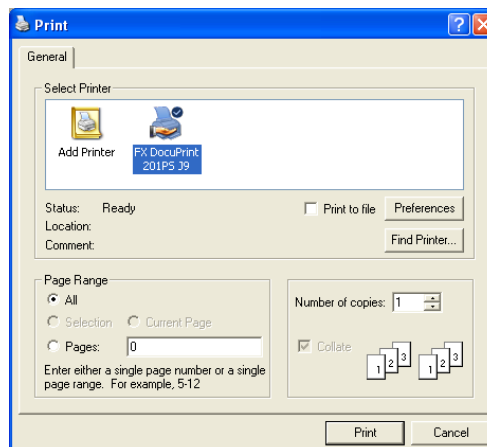 Print
General
Select Printer
Add Printer
FX DocuPrint
201PS J9
Status: Ready
Print to file
Preferences
Location:
Comment:
Find Printer...
Page Range
All
Selection
Current Page
Pages: 0
Enter either a single page number or a single
page range. For example, 5-12
Number of copies: 1
Collate
1 2 3 1 2 3
Print
Cancel